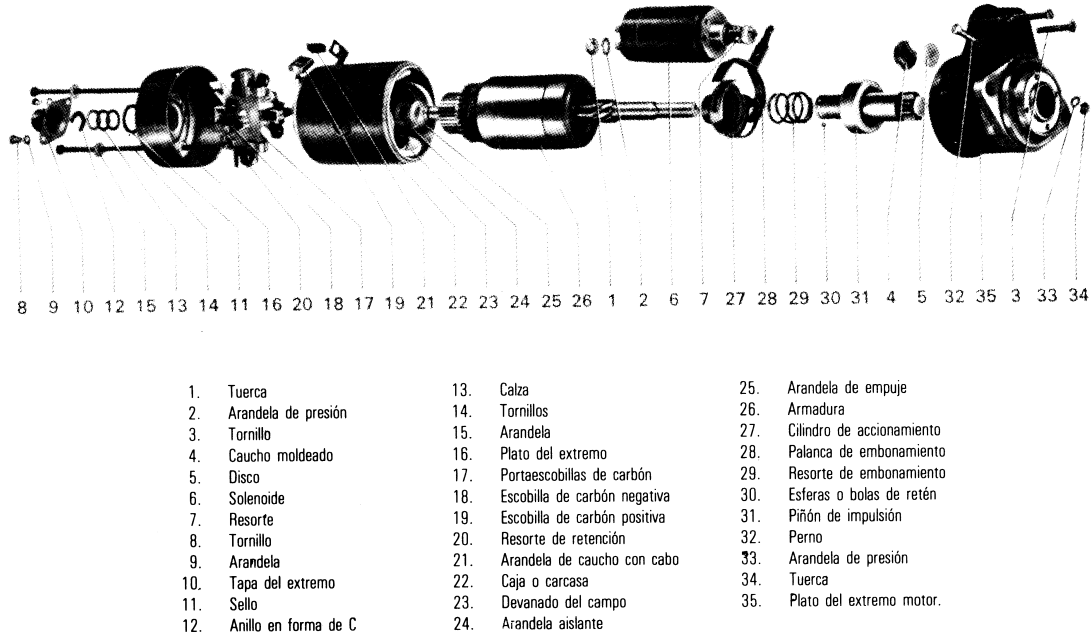 8 9 10 12 15 13 14 11 16 20 18 17 19 21 22 23 24 25 26 1 2 6 7 27 28 29 30 31 4 5 32 35 3 33 34
1. Tuerca
2. Arandela de presión
3. Tornillo
4. Caucho moldeado
5. Disco
6. Solenoide
7. Resorte
8. Tornillo
9. Arandela
10. Tapa del extremo
11. Sello
12. Anillo en forma de C
13. Calza
14. Tornillos
15. Arandela
16. Plato del extremo
17. Portaescobillas de carbón
18. Escobilla de carbón negativa
19. Escobilla de carbón positiva
20. Resorte de retención
21. Arandela de caucho con cabo
22. Caja o carcasa
23. Devanado del campo
24. Arandela aislante
25. Arandela de empuje
26. Armadura
27. Cilindro de accionamiento
28. Palanca de embonamiento
29. Resorte de embonamiento
30. Esferas o bolas de retén
31. Piñón de impulsión
32. Perno
33. Arandela de presión
34. Tuerca
35. Plato del extremo motor.